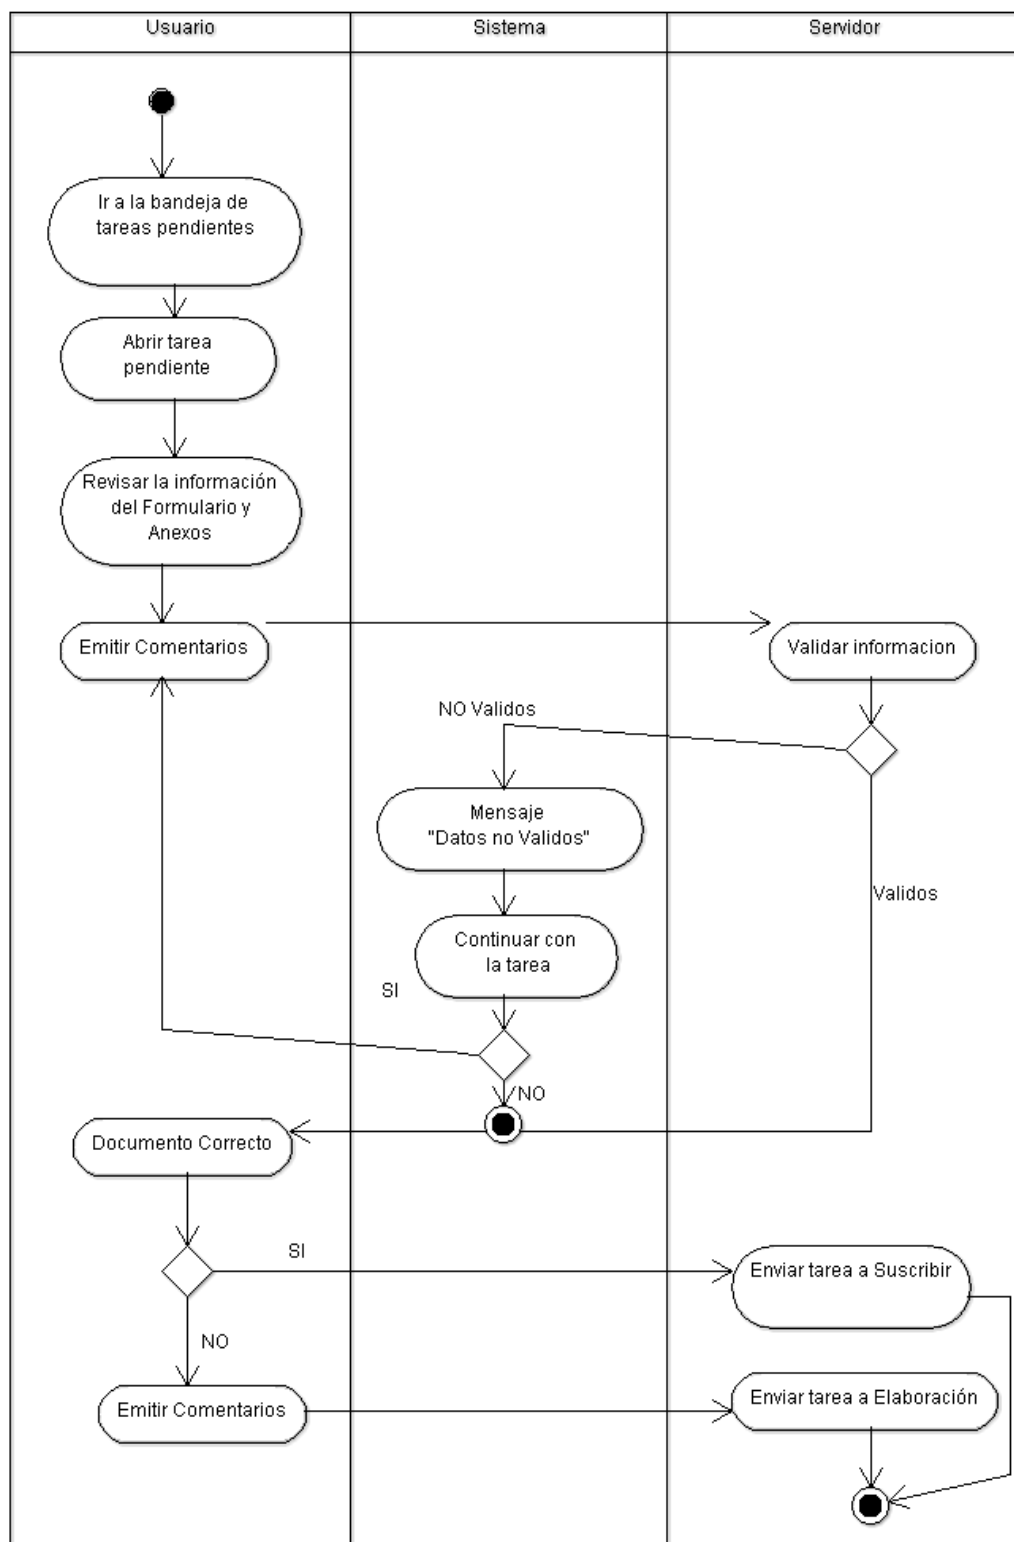 Usuario
Sistema
Servidor
Ir a la bandeja de
tareas pendientes
Abrir tarea
pendiente
Revisar la información
del Formulario y
Anexos
Emitir Comentarios
Validar informacion
NO Validos
Mensaje
"Datos no Validos"
Validos
Continuar con
la tarea
SI
NO
Documento Correcto
SI
Enviar tarea a Suscribir
NO
Emitir Comentarios
Enviar tarea a Elaboración